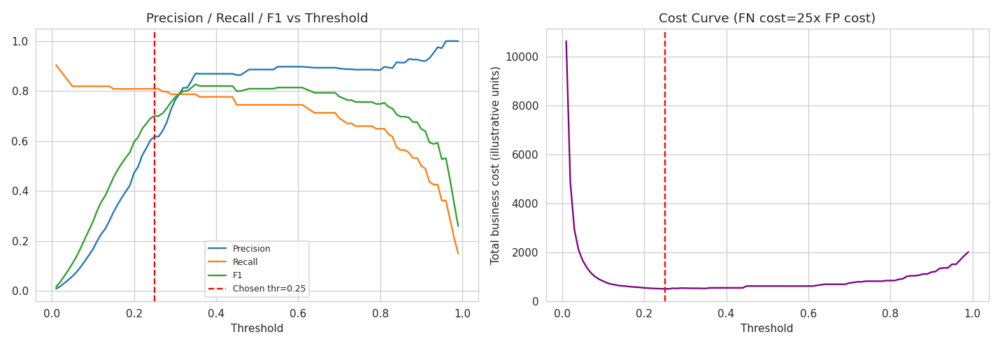 Precision / Recall / F1 vs Threshold
1.0
0.8
0.6
0.4
0.2
0.0
Precision
Recall
F1
Chosen thr=0.25
0.0 0.2 0.4 0.6 0.8 1.0
Threshold
Cost Curve (FN cost=25x FP cost)
Total business cost (illustrative units)
10000
8000
6000
4000
2000
0
0.0 0.2 0.4 0.6 0.8 1.0
Threshold